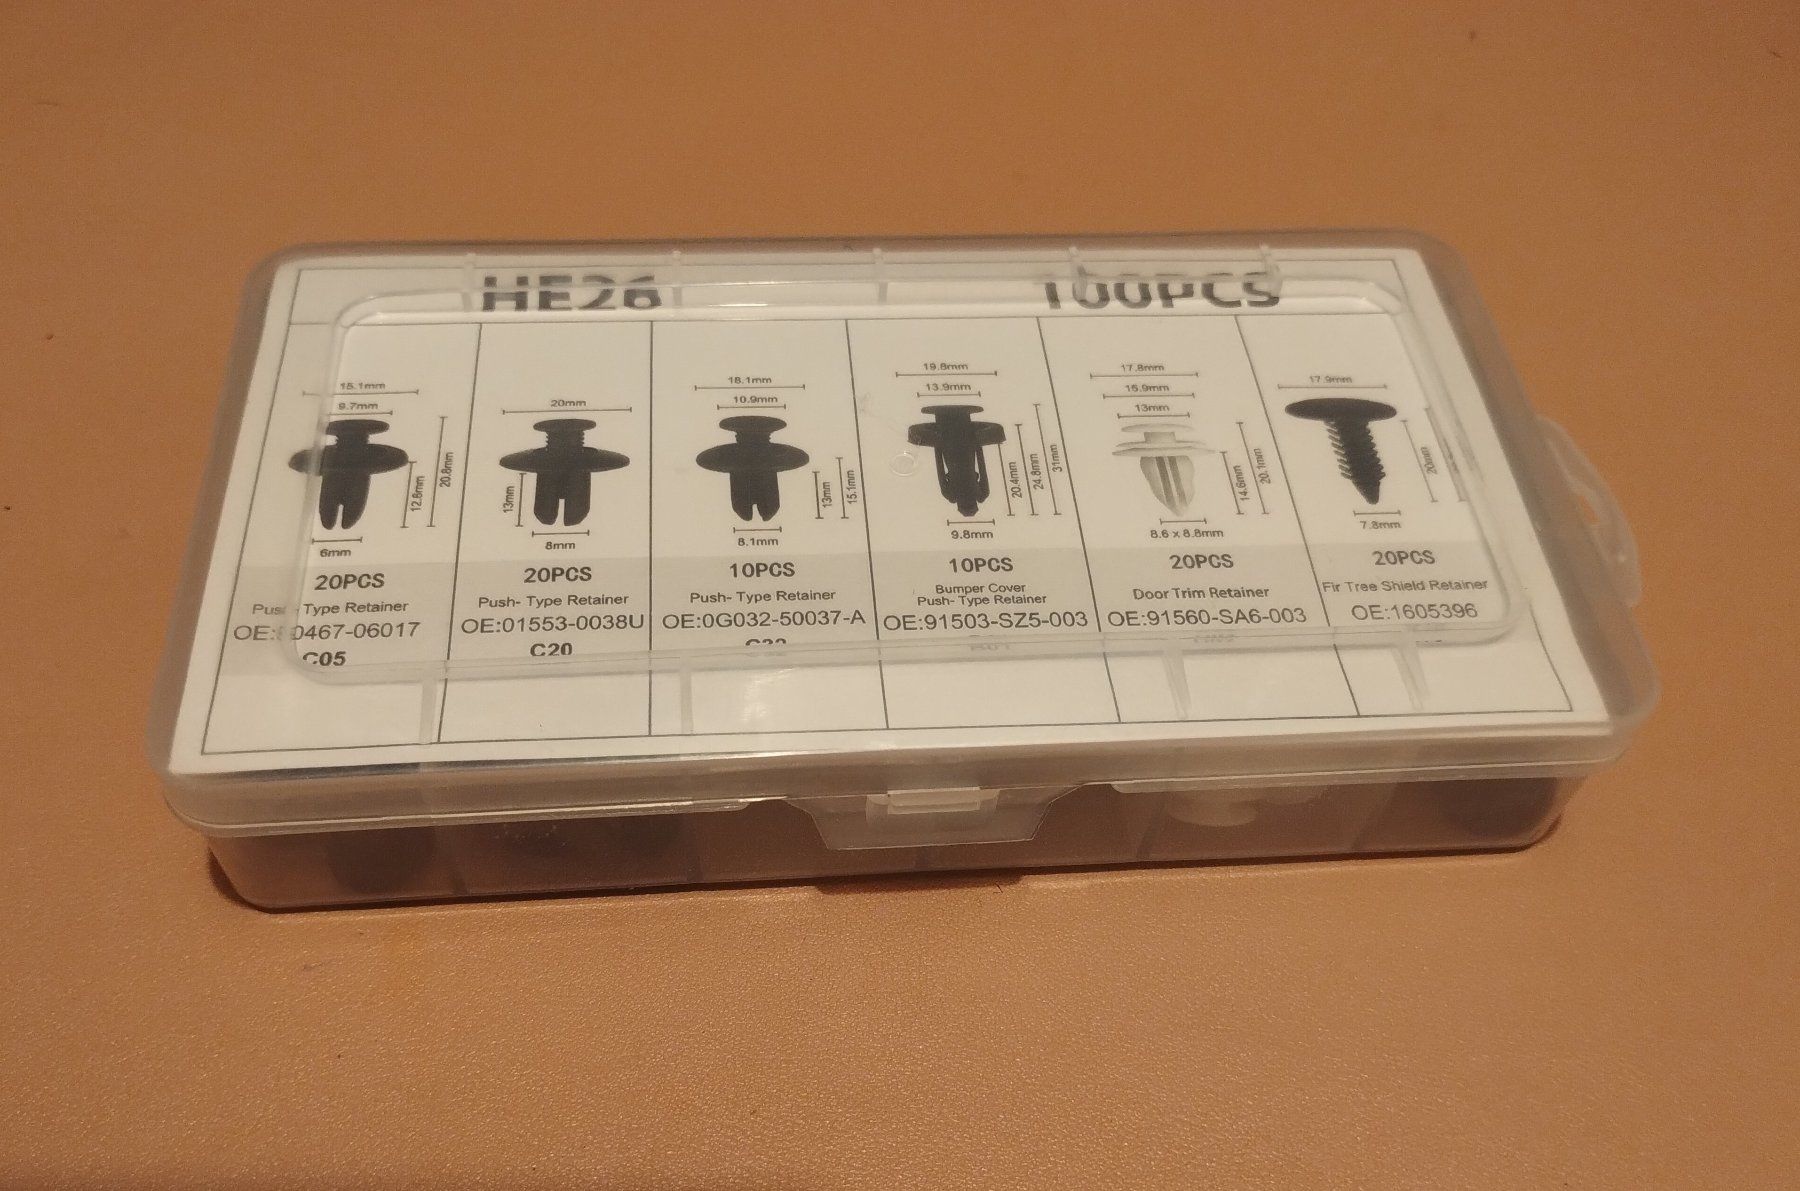 HE26 100PCS
15.1mm
9.7mm
20.8mm
12.8mm
6mm
20PCS
Push- Type Retainer
0467-06017
C05
20mm
13mm
8mm
20PCS
Push- Type Retainer
OE:01553-0038U
C20
18.1mm
10.9mm
13mm
15.1mm
8.1mm
10PCS
Push- Type Retainer
OE:0G032-50037-A
19.8mm
13.9mm
20.4mm
24.8mm
31mm
9.8mm
10PCS
Bumper Cover
Push- Type Retainer
OE:91503-SZ5-003
17.8mm
15.9mm
13mm
14.6mm
20.1mm
8.6 x 8.8mm
20PCS
Door Trim Retainer
OE:91560-SA6-003
17.9mm
20mm
7.8mm
20PCS
Fir Tree Shield Retainer
OE:1605396